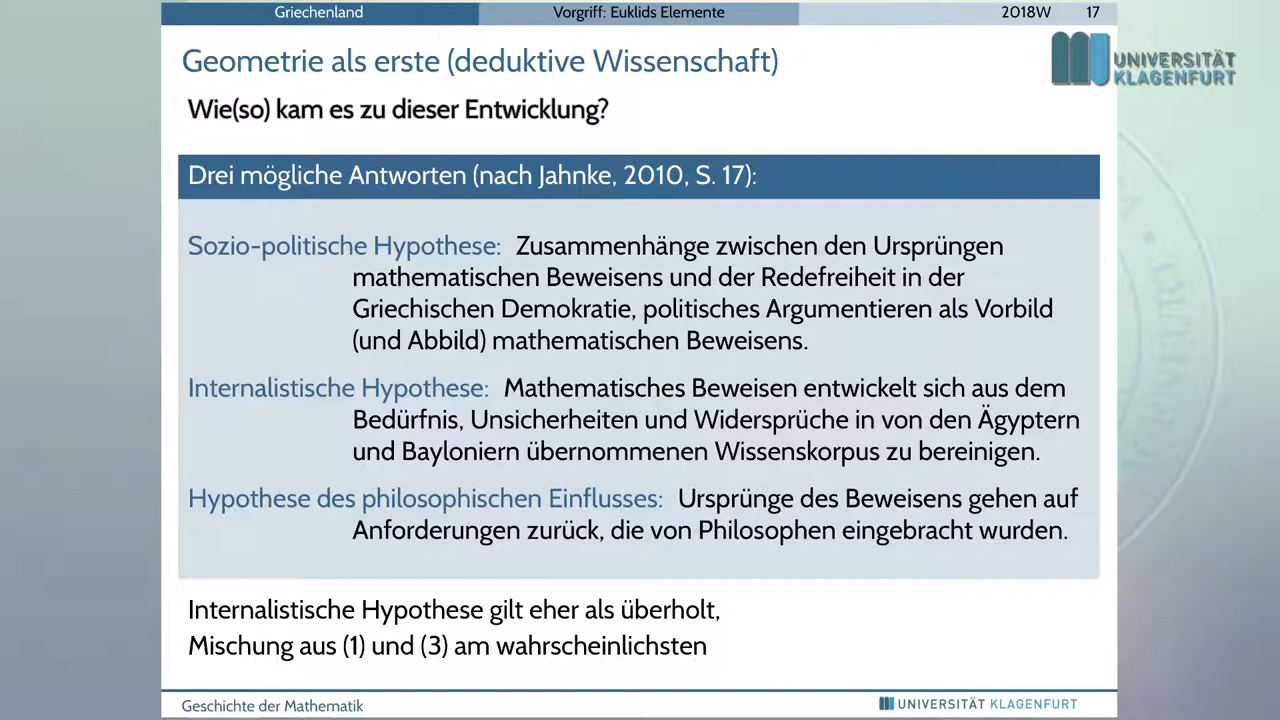 Griechenland
Vorgriff: Euklids Elemente
2018W 17
Geometrie als erste (deduktive Wissenschaft)
UNIVERSITÄT
KLAGENFURT
Wie(so) kam es zu dieser Entwicklung?
Drei mögliche Antworten (nach Jahnke, 2010, S. 17):
Sozio-politische Hypothese: Zusammenhänge zwischen den Ursprüngen
mathematischen Beweisens und der Redefreiheit in der
Griechischen Demokratie, politisches Argumentieren als Vorbild
(und Abbild) mathematischen Beweisens.
Internalistische Hypothese: Mathematisches Beweisen entwickelt sich aus dem
Bedürfnis, Unsicherheiten und Widersprüche in von den Ägyptern
und Bayloniern übernommenen Wissenskorpus zu bereinigen.
Hypothese des philosophischen Einflusses: Ursprünge des Beweisens gehen auf
Anforderungen zurück, die von Philosophen eingebracht wurden.
Internalistische Hypothese gilt eher als überholt,
Mischung aus (1) und (3) am wahrscheinlichsten
Geschichte der Mathematik
UNIVERSITÄT KLAGENFURT